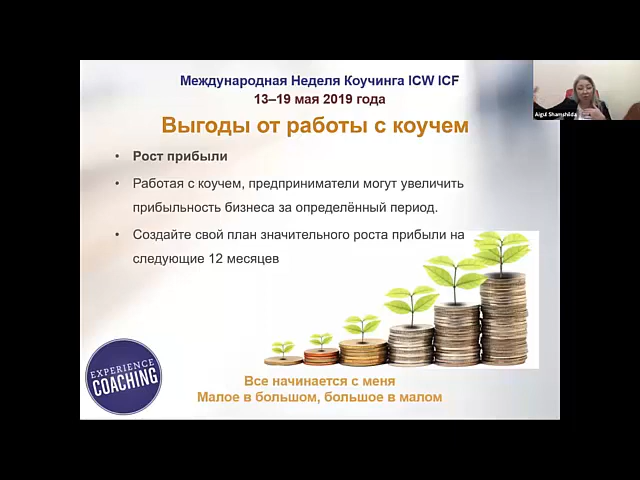 Международная Неделя Коучинга ICW ICF
13–19 мая 2019 года
Выгоды от работы с коучем
• Рост прибыли
• Работая с коучем, предприниматели могут увеличить
прибыльность бизнеса за определённый период.
• Создайте свой план значительного роста прибыли на
следующие 12 месяцев
EXPERIENCE
COACHING
Все начинается с меня
Малое в большом, большое в малом
Aigul Shamshilda